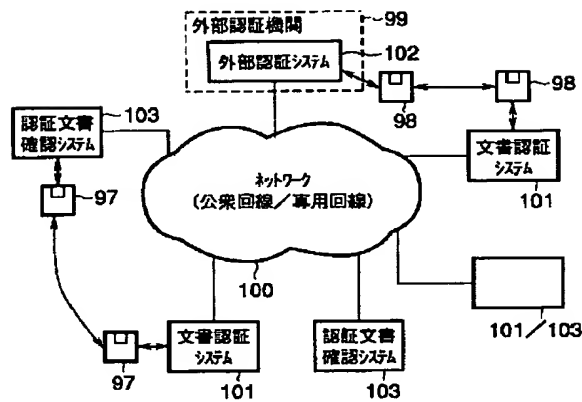 外部認証機関
99
外部認証システム
102
98
98
103
認証文書
確認システム
97
文書認証
システム
101
ネットワーク
(公衆回線/専用回線)
100
101/103
文書認証
システム
101
認証文書
確認システム
103
97